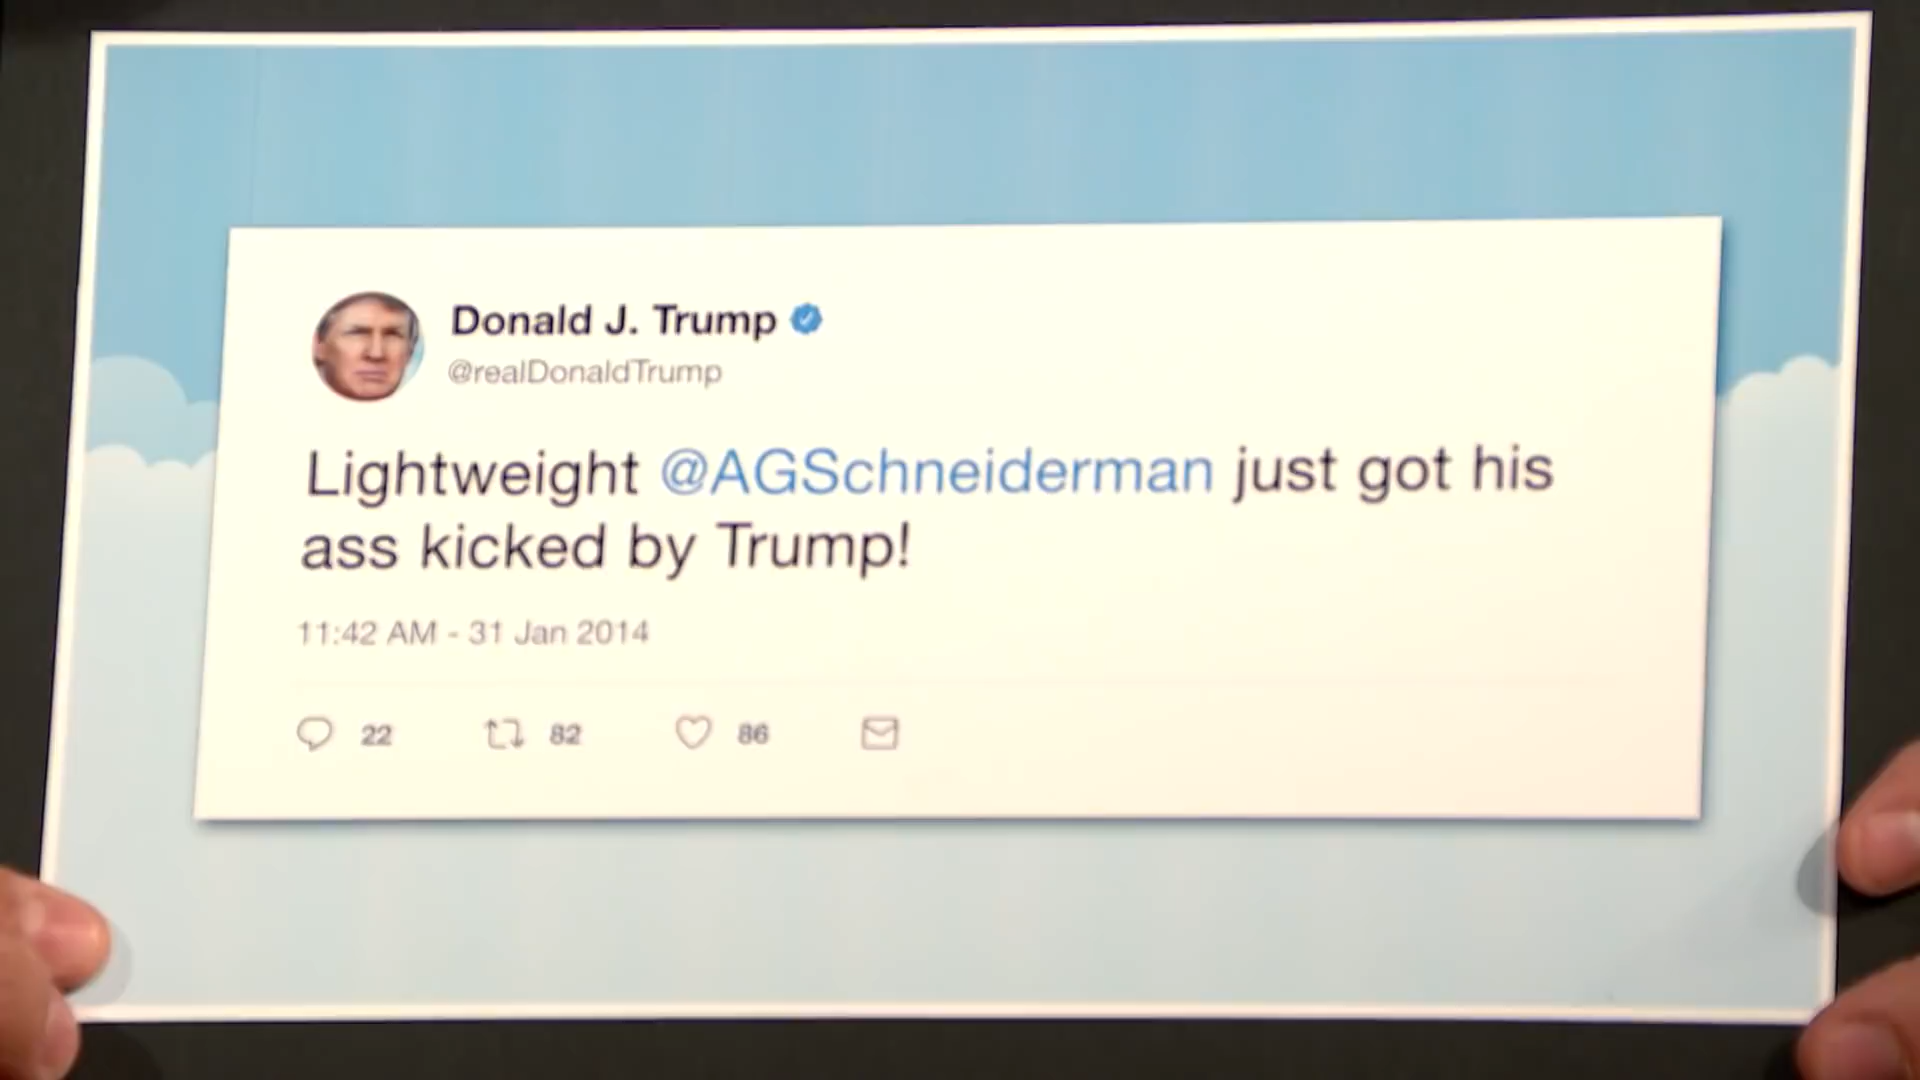 Donald J. Trump
@realDonaldTrump
Lightweight @AGSchneiderman just got his
ass kicked by Trump!
11:42 AM - 31 Jan 2014
22 82 86